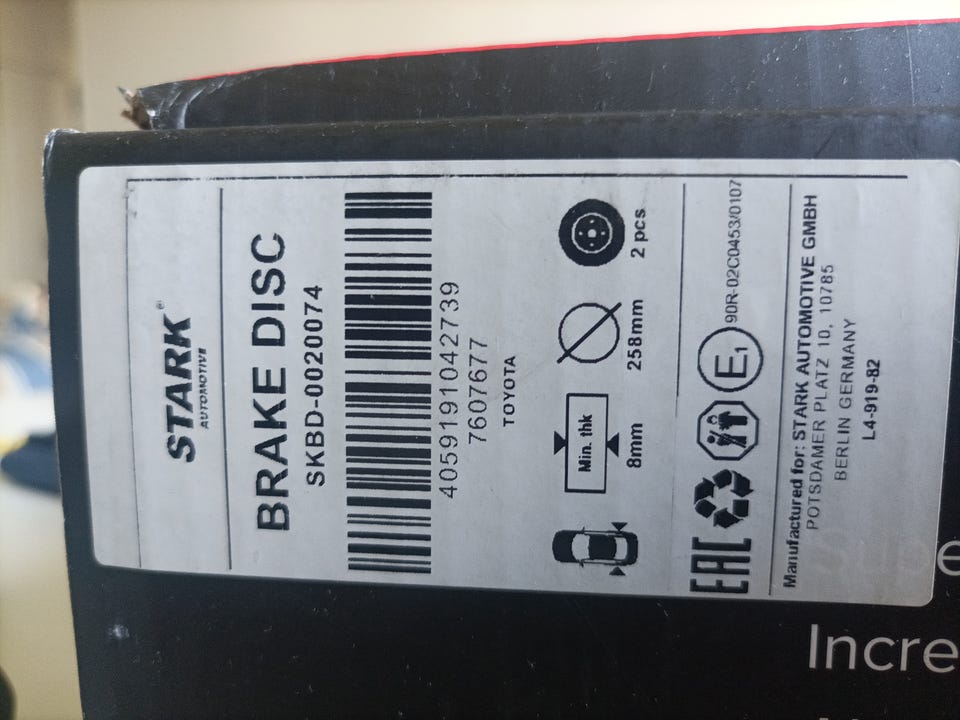 STARK®
AUTOMOTIVE
BRAKE DISC
SKBD-0020074
4059191042739
7607677
TOYOTA
Min. thk
8mm
258mm
2 pcs
EAC
E1
90R-02C0453/0107
Manufactured for: STARK AUTOMOTIVE GMBH
POTSDAMER PLATZ 10, 10785
BERLIN GERMANY
L4-919-82
Incre